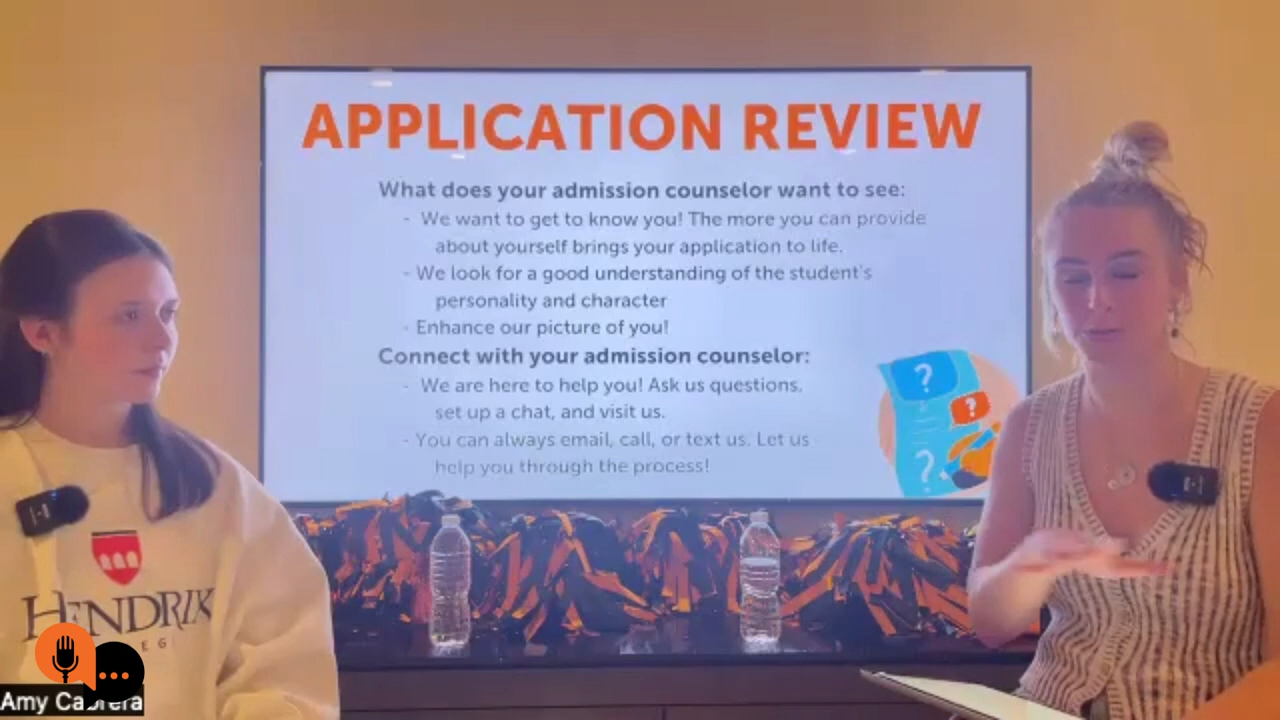 APPLICATION REVIEW
What does your admission counselor want to see:
- We want to get to know you! The more you can provide
about yourself brings your application to life.
- We look for a good understanding of the student's
personality and character
- Enhance our picture of you!
Connect with your admission counselor:
- We are here to help you! Ask us questions,
set up a chat, and visit us.
- You can always email, call, or text us. Let us
help you through the process!
?
?
?
HENDRIX
Amy Cabrera